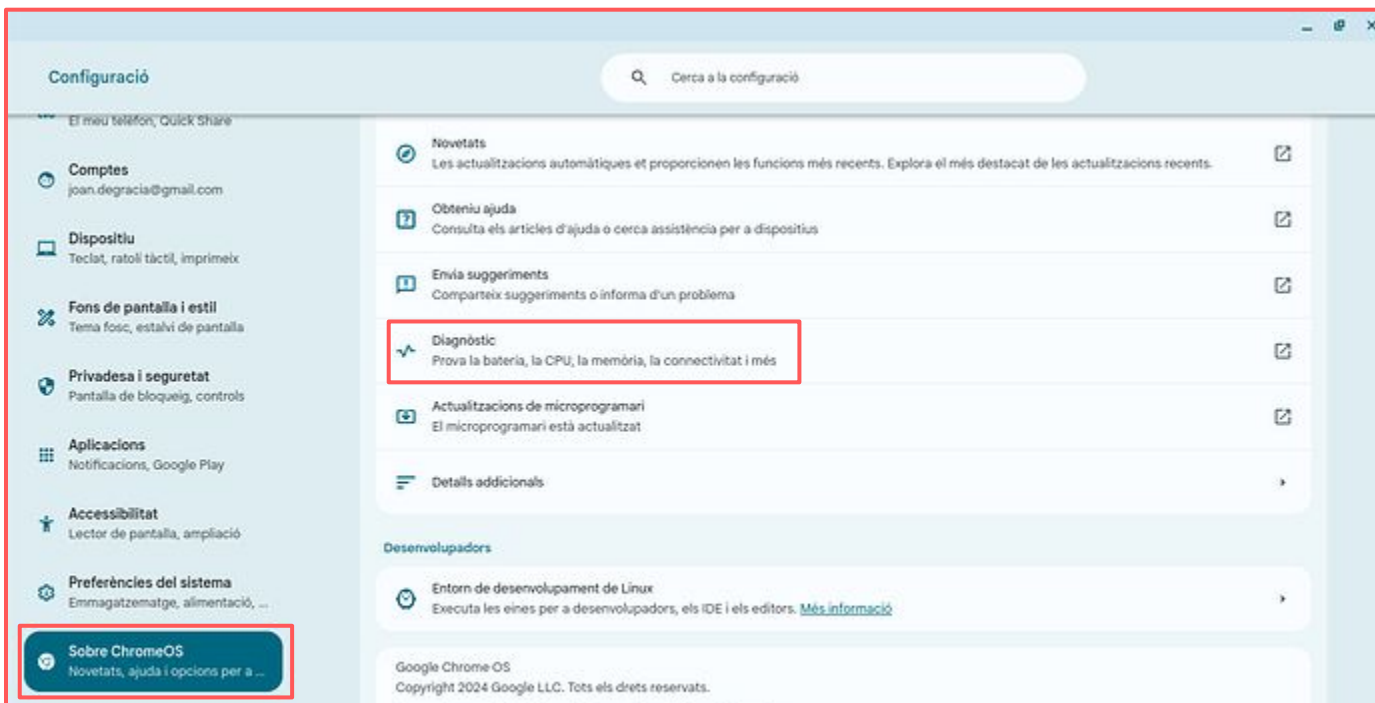 Configuració
Cerca a la configuració
El meu telèfon, Quick Share
Comptes
joan.degracia@gmail.com
Dispositiu
Teclat, ratolí tàctil, imprimeix
Fons de pantalla i estil
Tema fosc, estalvi de pantalla
Privadesa i seguretat
Pantalla de bloqueig, controls
Aplicacions
Notificacions, Google Play
Accessibilitat
Lector de pantalla, ampliació
Preferències del sistema
Emmagatzematge, alimentació, ...
Sobre ChromeOS
Novetats, ajuda i opcions per a ...
Novetats
Les actualitzacions automàtiques et proporcionen les funcions més recents. Explora el més destacat de les actualitzacions recents.
Obteniu ajuda
Consulta els articles d'ajuda o cerca assistència per a dispositius
Envia suggeriments
Comparteix suggeriments o informa d'un problema
Diagnòstic
Prova la bateria, la CPU, la memòria, la connectivitat i més
Actualitzacions de microprogramari
El microprogramari està actualitzat
Detalls addicionals
Desenvolupadors
Entorn de desenvolupament de Linux
Executa les eines per a desenvolupadors, els IDE i els editors. Més informació
Google Chrome OS
Copyright 2024 Google LLC. Tots els drets reservats.